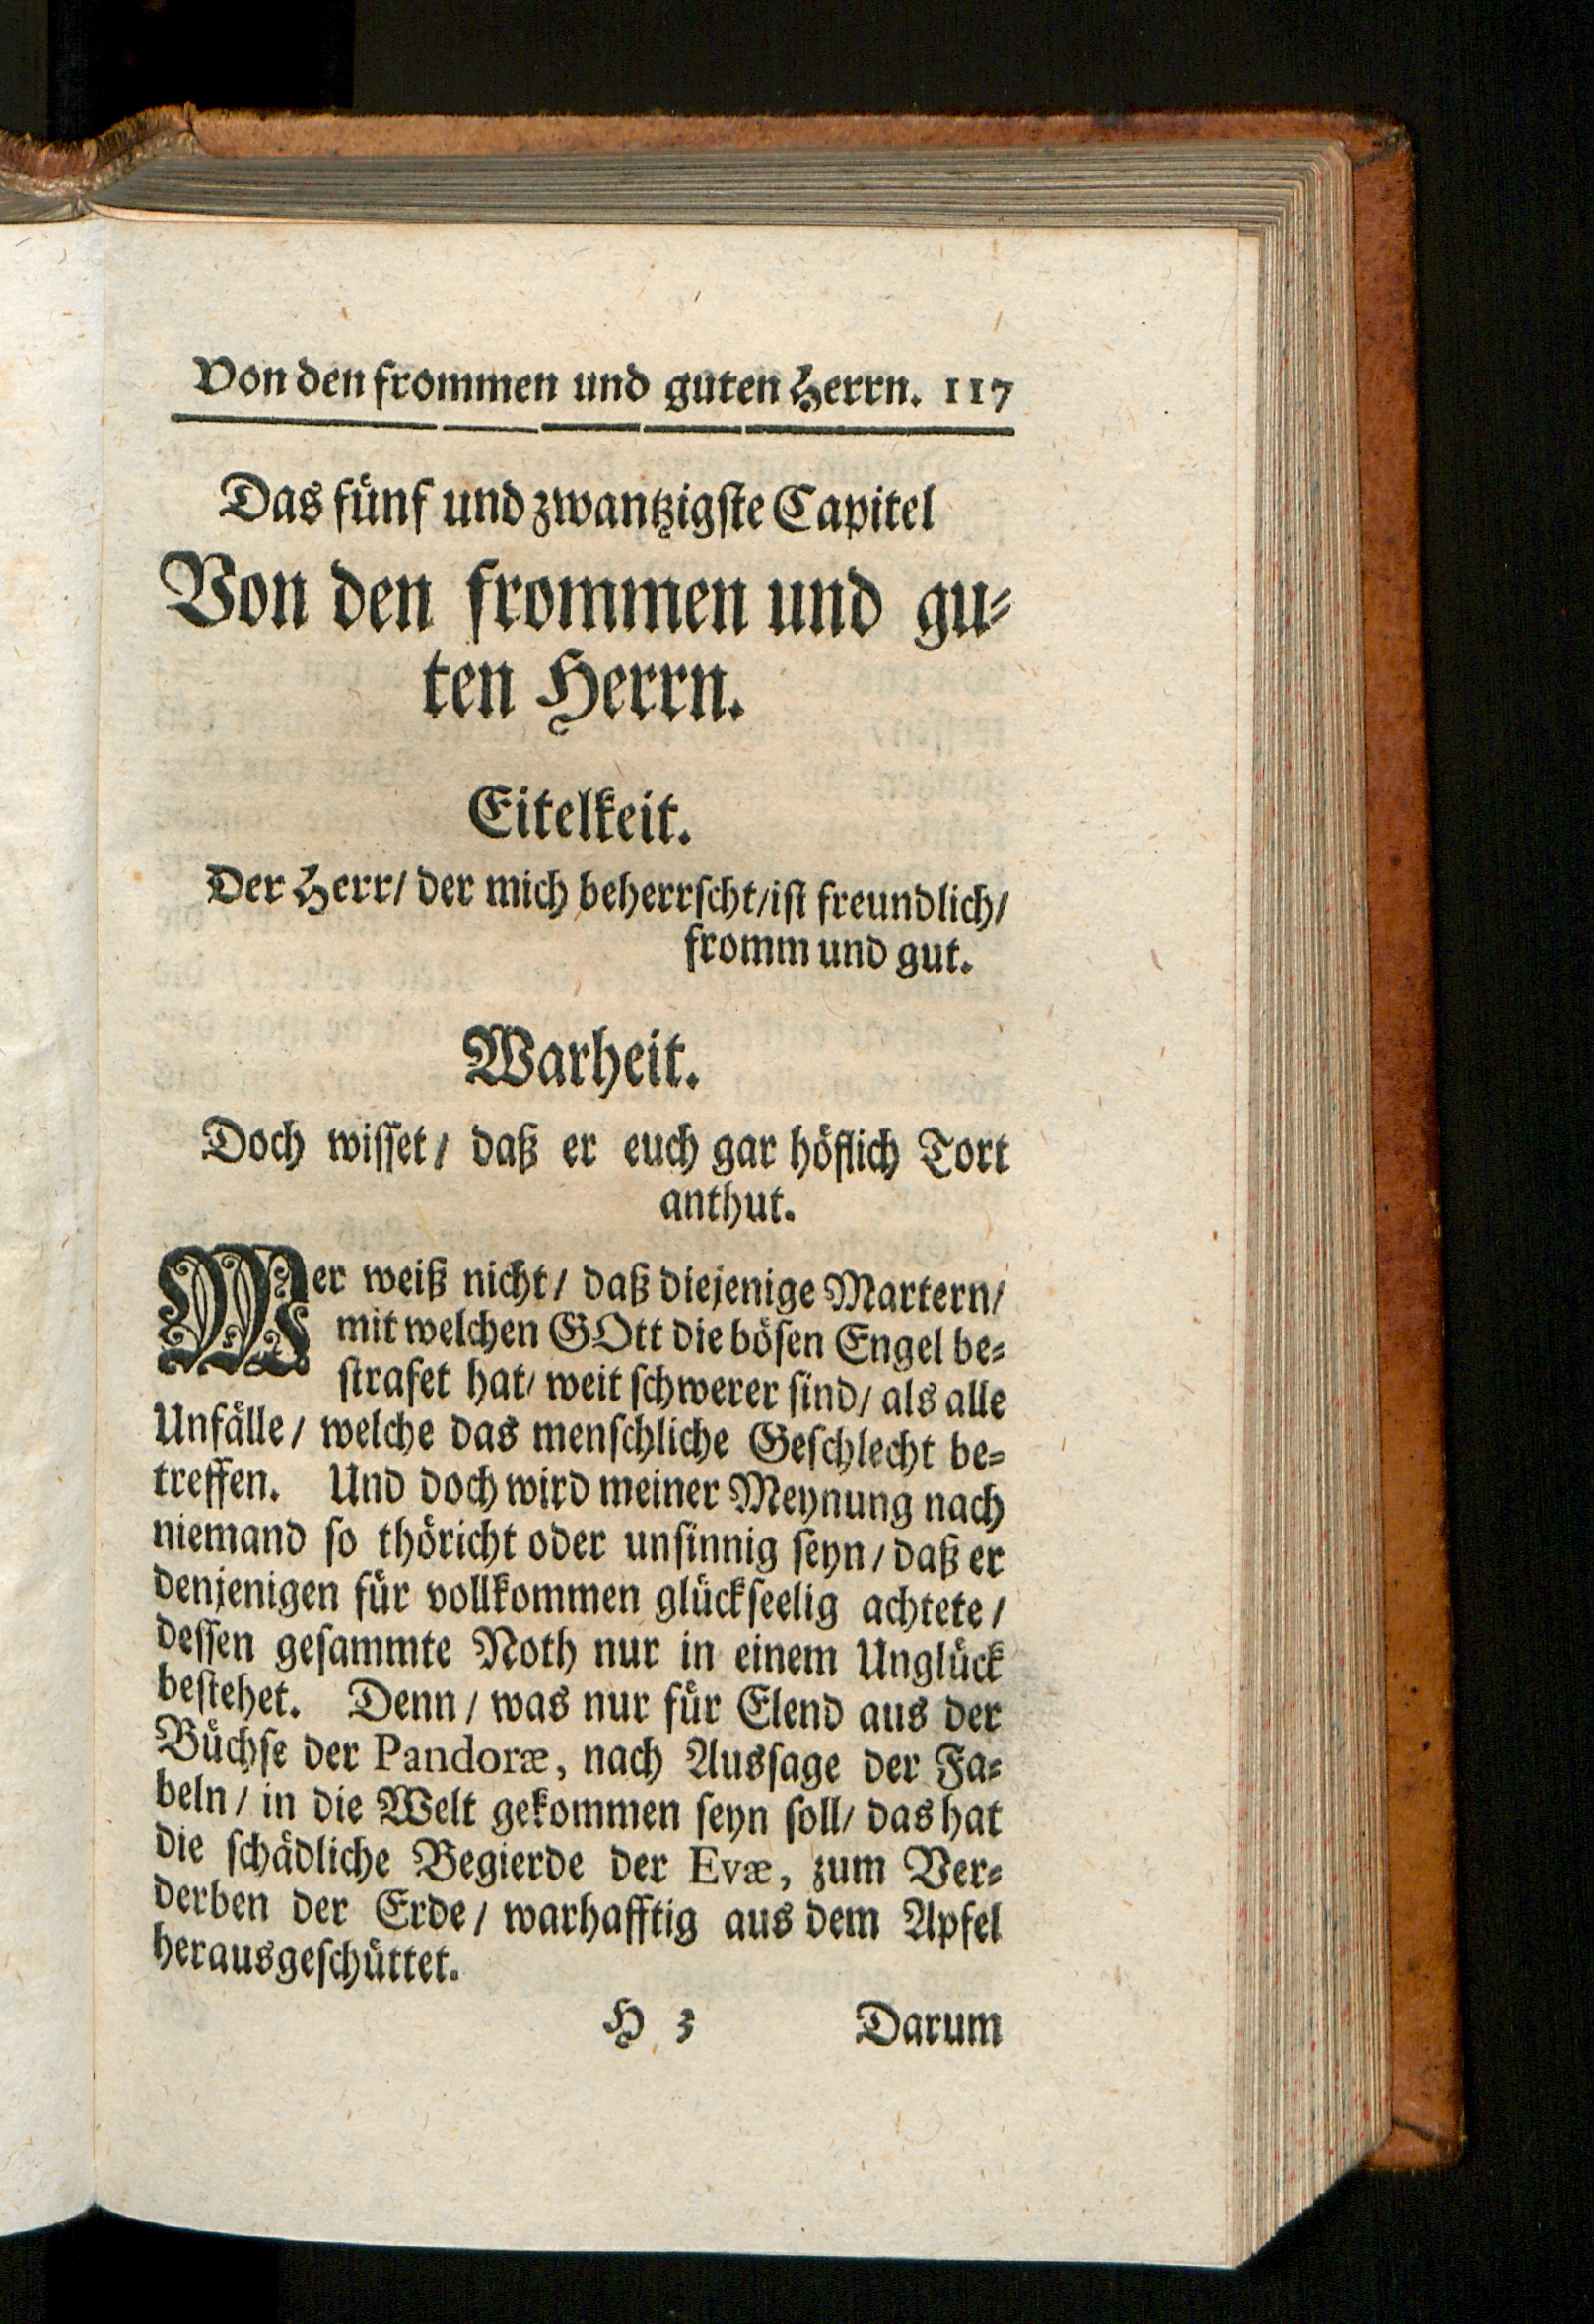 Von den frommen und guten Herrn. 117
Das fünf und zwantzigste Capitel
Von den frommen und gu-
ten Herrn.
Eitelkeit.
Der Herr/ der mich beherrscht/ist freundlich/
fromm und gut.
Warheit.
Doch wisset/ daß er euch gar höflich Tort
anthut.
Wer weiß nicht/ daß diejenige Martern/
mit welchen GOtt die bösen Engel be-
strafet hat/ weit schwerer sind/ als alle
Unfälle/ welche das menschliche Geschlecht be-
treffen. Und doch wird meiner Meynung nach
niemand so thöricht oder unsinnig seyn/ daß er
denjenigen für vollkommen glückseelig achtete/
dessen gesammte Noth nur in einem Unglück
bestehet. Denn/ was nur für Elend aus der
Büchse der Pandoræ, nach Aussage der Fa-
beln/ in die Welt gekommen seyn soll/ das hat
die schädliche Begierde der Evæ, zum Ver-
derben der Erde/ warhafftig aus dem Apfel
herausgeschüttet.
H 3 Darum